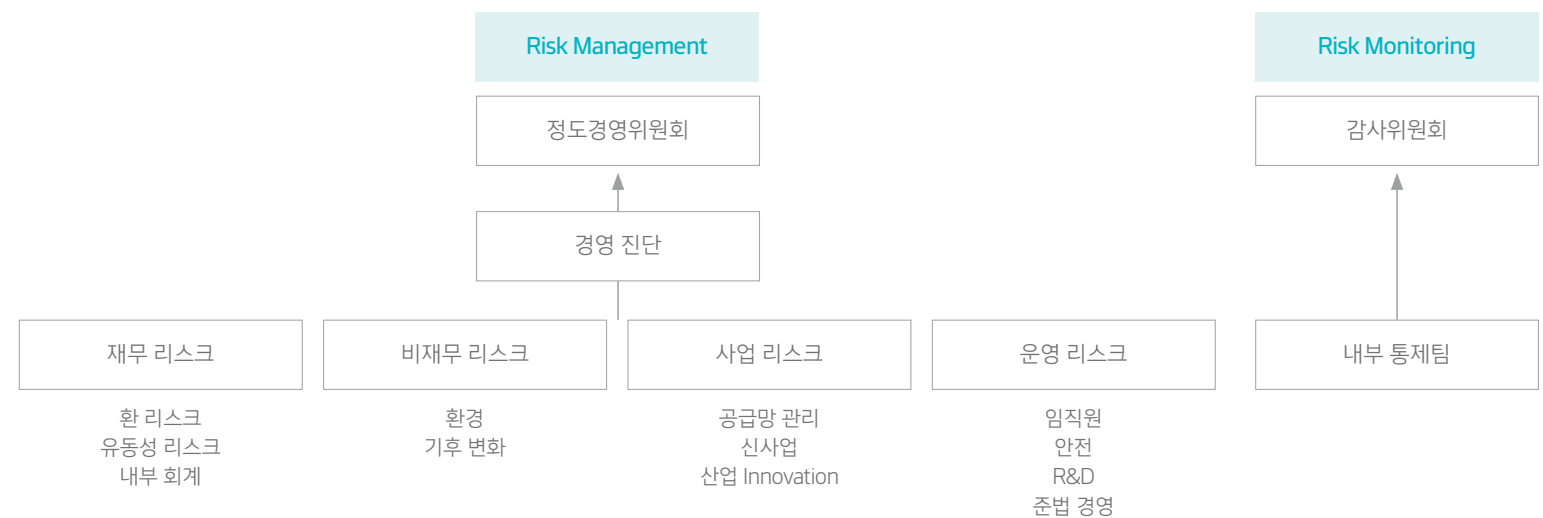 Risk Management
Risk Monitoring
정도경영위원회
감사위원회
경영 진단
재무 리스크
비재무 리스크
사업 리스크
운영 리스크
내부 통제팀
환 리스크
유동성 리스크
내부 회계
환경
기후 변화
공급망 관리
신사업
산업 Innovation
임직원
안전
R&D
준법 경영